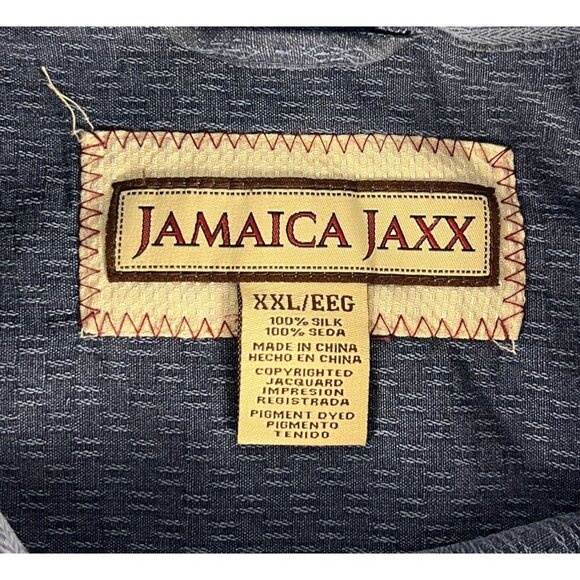 JAMAICA JAXX
XXL/EEG
100% SILK
100% SEDA
MADE IN CHINA
HECHO EN CHINA
COPYRIGHTED
JACQUARD
IMPRESION
REGISTRADA
PIGMENT DYED
PIGMENTO
TENIDO